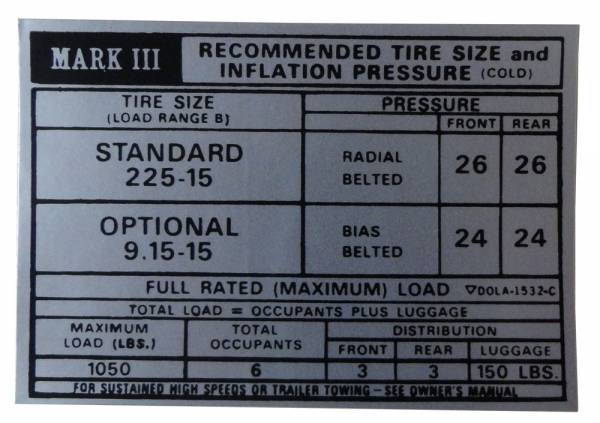 MARK III
RECOMMENDED TIRE SIZE and
INFLATION PRESSURE (COLD)
TIRE SIZE
(LOAD RANGE B)
PRESSURE
FRONT REAR
STANDARD
225-15
RADIAL
BELTED
26 26
OPTIONAL
9.15-15
BIAS
BELTED
24 24
FULL RATED (MAXIMUM) LOAD ▽DOLA-1532-C
TOTAL LOAD = OCCUPANTS PLUS LUGGAGE
MAXIMUM
LOAD (LBS.)
TOTAL
OCCUPANTS
DISTRIBUTION
FRONT REAR LUGGAGE
1050 6 3 3 150 LBS.
FOR SUSTAINED HIGH SPEEDS OR TRAILER TOWING - SEE OWNER'S MANUAL